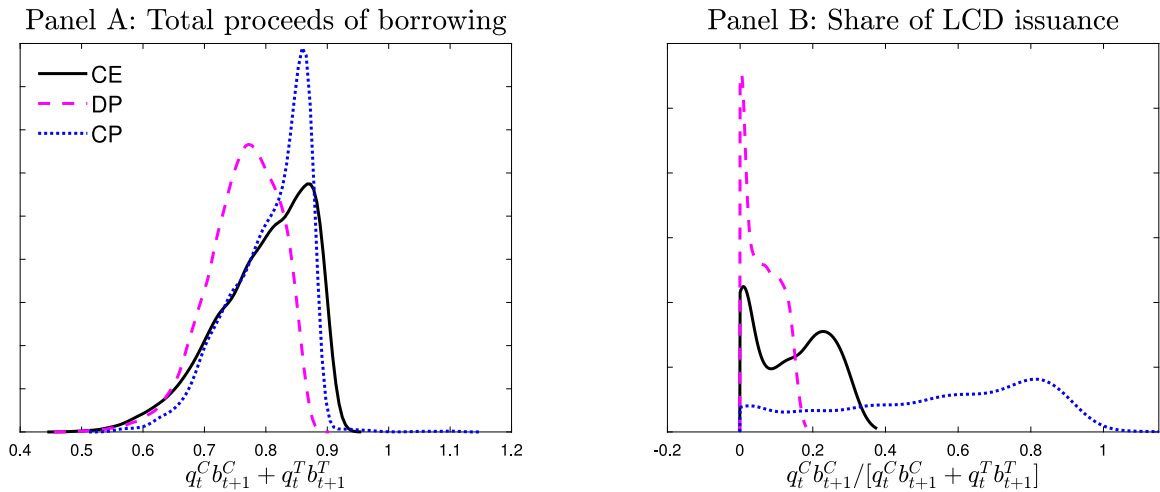 Panel A: Total proceeds of borrowing
CE
DP
CP
0.4 0.5 0.6 0.7 0.8 0.9 1 1.1 1.2
q_t^C b_{t+1}^C + q_t^T b_{t+1}^T
Panel B: Share of LCD issuance
-0.2 0 0.2 0.4 0.6 0.8 1
q_t^C b_{t+1}^C / [q_t^C b_{t+1}^C + q_t^T b_{t+1}^T]